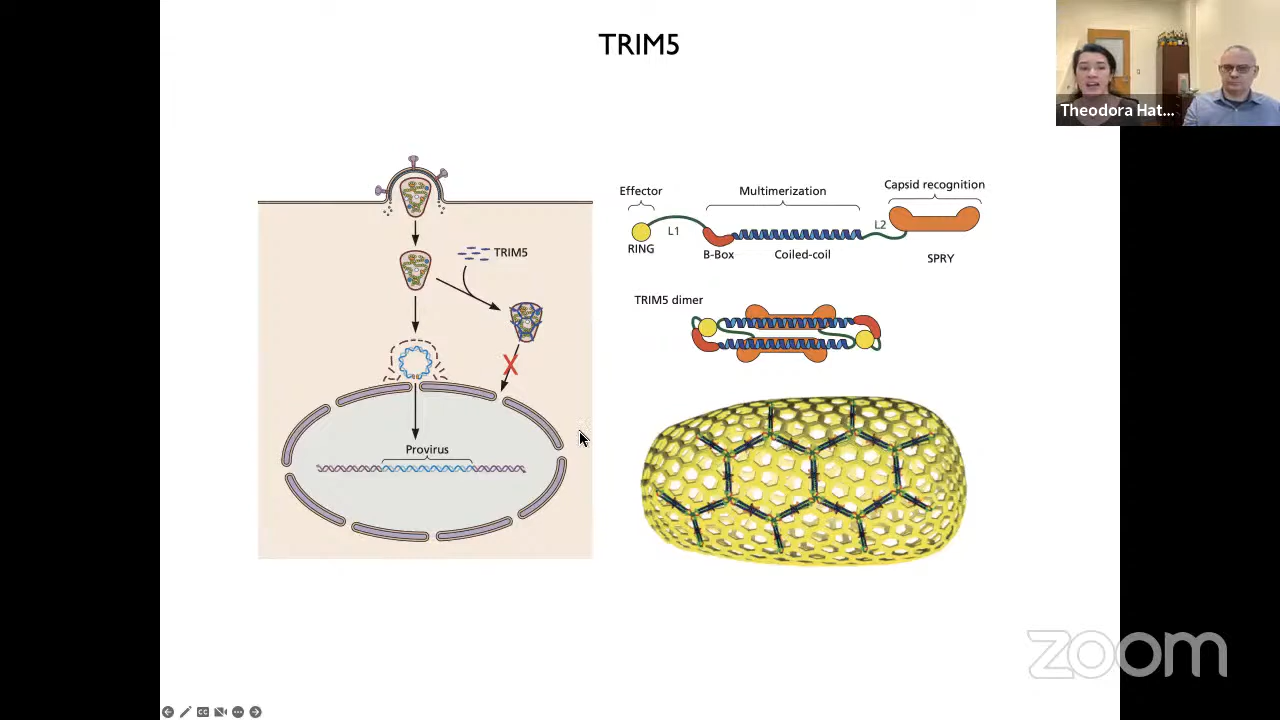 TRIM5
Theodora Hat...
TRIM5
Provirus
Effector
Multimerization
Capsid recognition
L1
L2
RING
B-Box
Coiled-coil
SPRY
TRIM5 dimer
X
zoom
CC